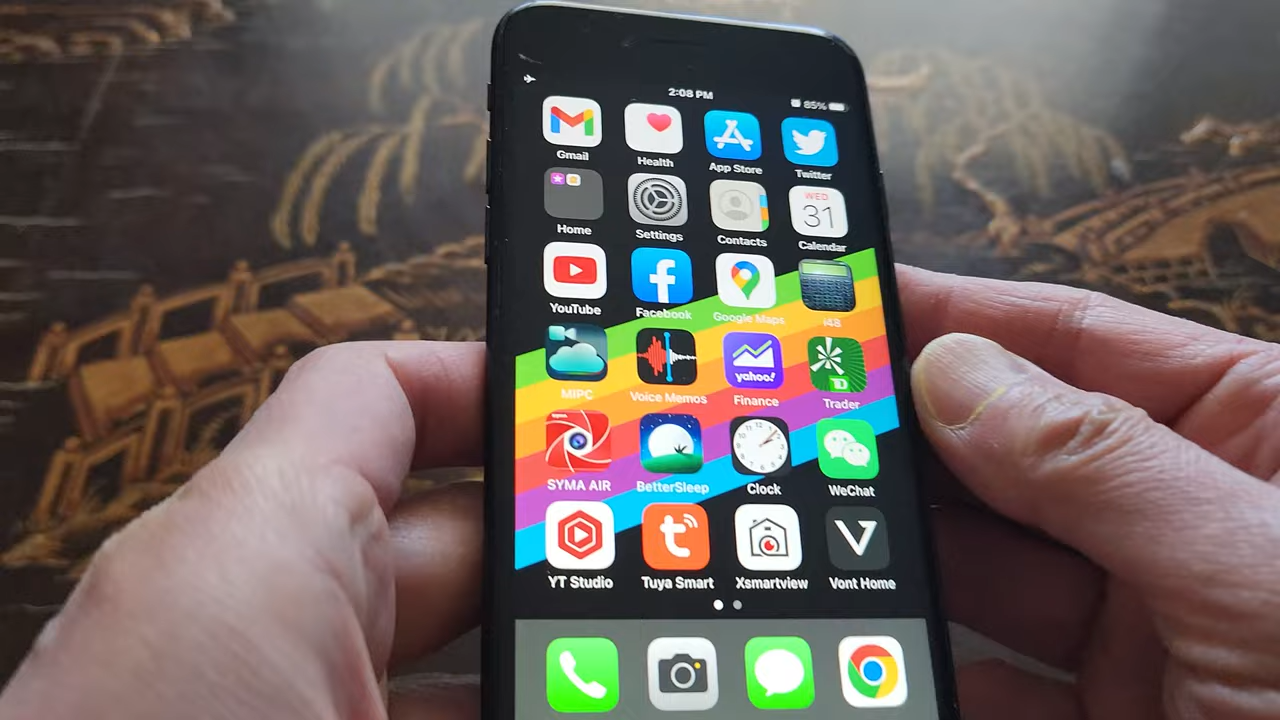 2:08 PM
85%
Gmail
Health
App Store
Twitter
Home
Settings
Contacts
WED
31
Calendar
YouTube
Facebook
Google Maps
i48
MIPC
Voice Memos
yahoo!
Finance
TD
Trader
SYMA AIR
BetterSleep
12
Clock
WeChat
YT Studio
Tuya Smart
Xsmartview
Vont Home